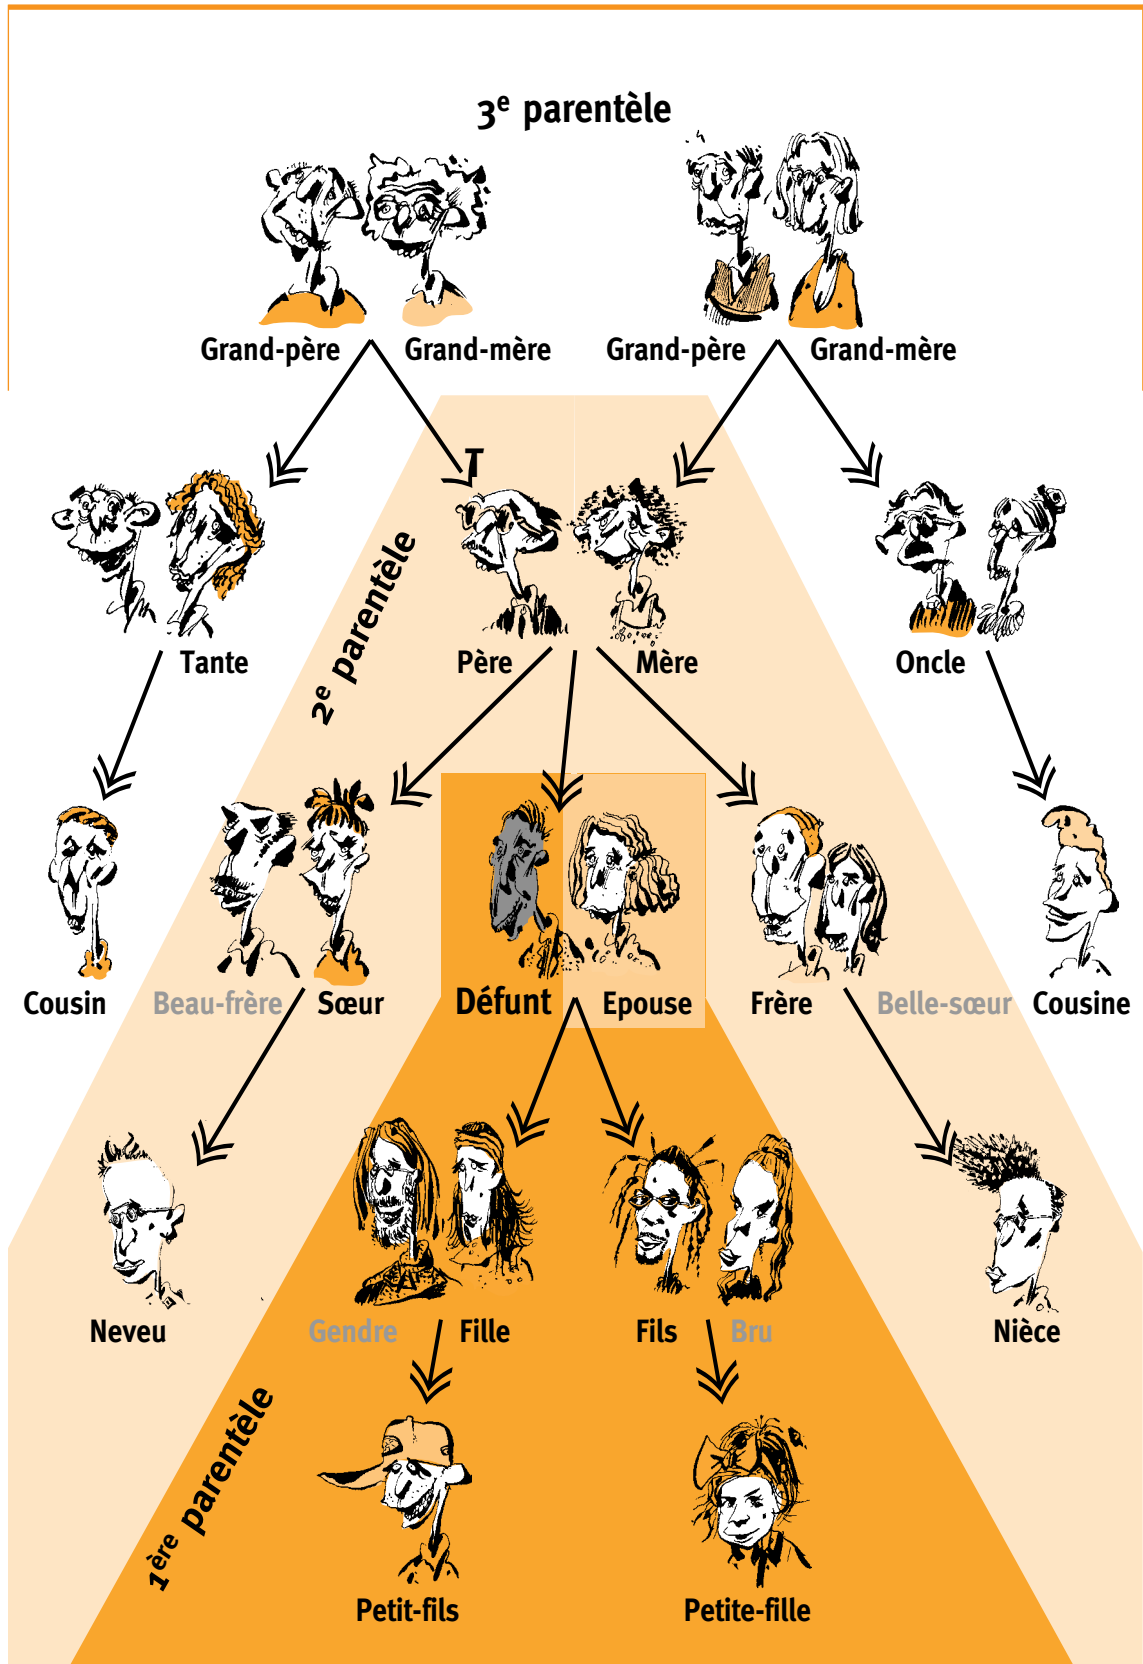 3e parentèle
Grand-père Grand-mère Grand-père Grand-mère
T
2e parentèle
Tante Père Mère Oncle
Cousin Beau-frère Sœur Défunt Epouse Frère Belle-sœur Cousine
Neveu Gendre Fille Fils Bru Nièce
1ère parentèle
Petit-fils Petite-fille